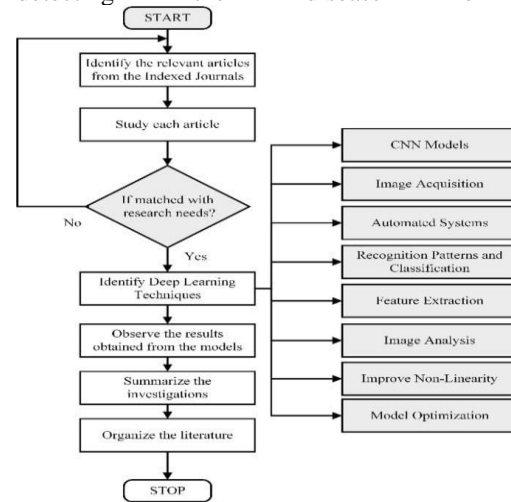 START
Identify the relevant articles
from the Indexed Journals
Study each article
If matched with
research needs?
No
Yes
Identify Deep Learning
Techniques
Observe the results
obtained from the models
Summarize the
investigations
Organize the literature
STOP
CNN Models
Image Acquisition
Automated Systems
Recognition Patterns and
Classification
Feature Extraction
Image Analysis
Improve Non-Linearity
Model Optimization